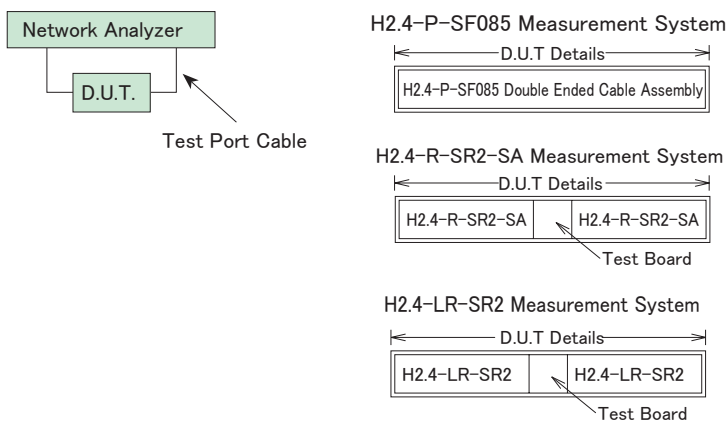 Network Analyzer
D.U.T.
Test Port Cable
H2.4-P-SF085 Measurement System
D.U.T Details
H2.4-P-SF085 Double Ended Cable Assembly
H2.4-R-SR2-SA Measurement System
D.U.T Details
H2.4-R-SR2-SA H2.4-R-SR2-SA
Test Board
H2.4-LR-SR2 Measurement System
D.U.T Details
H2.4-LR-SR2 H2.4-LR-SR2
Test Board